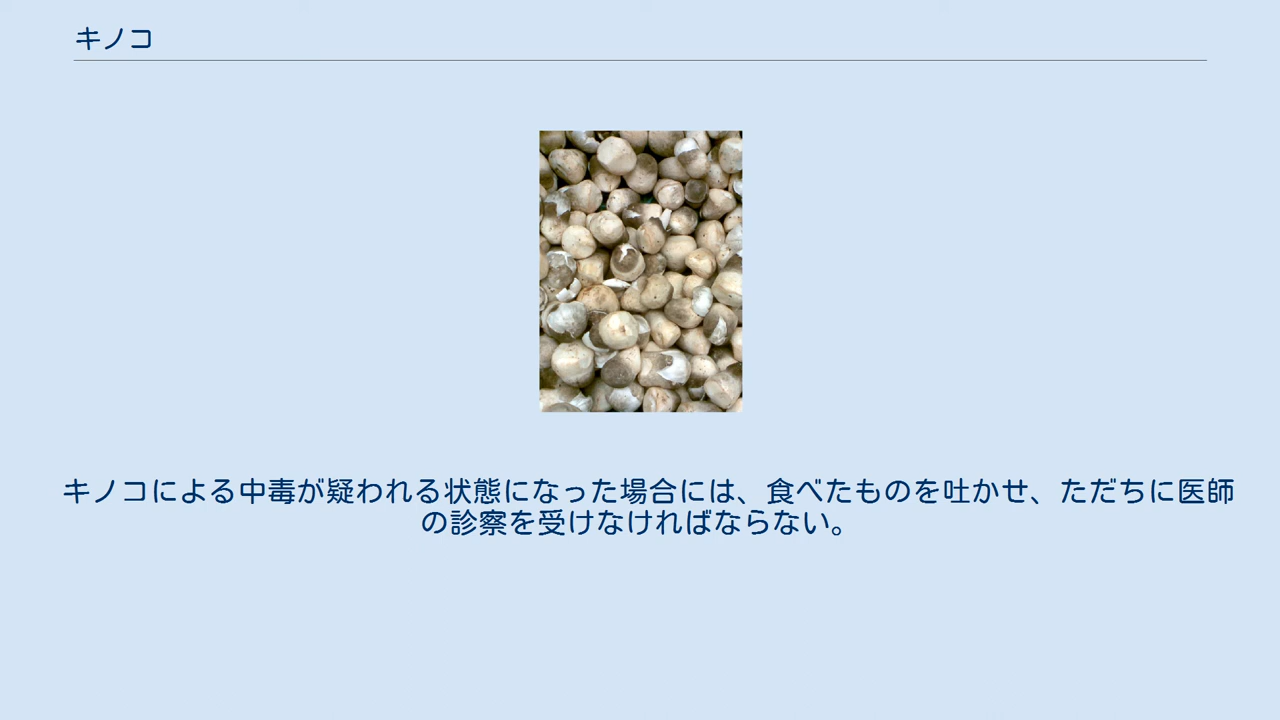 キノコ
キノコによる中毒が疑われる状態になった場合には、食べたものを吐かせ、ただちに医師
の診察を受けなければならない。